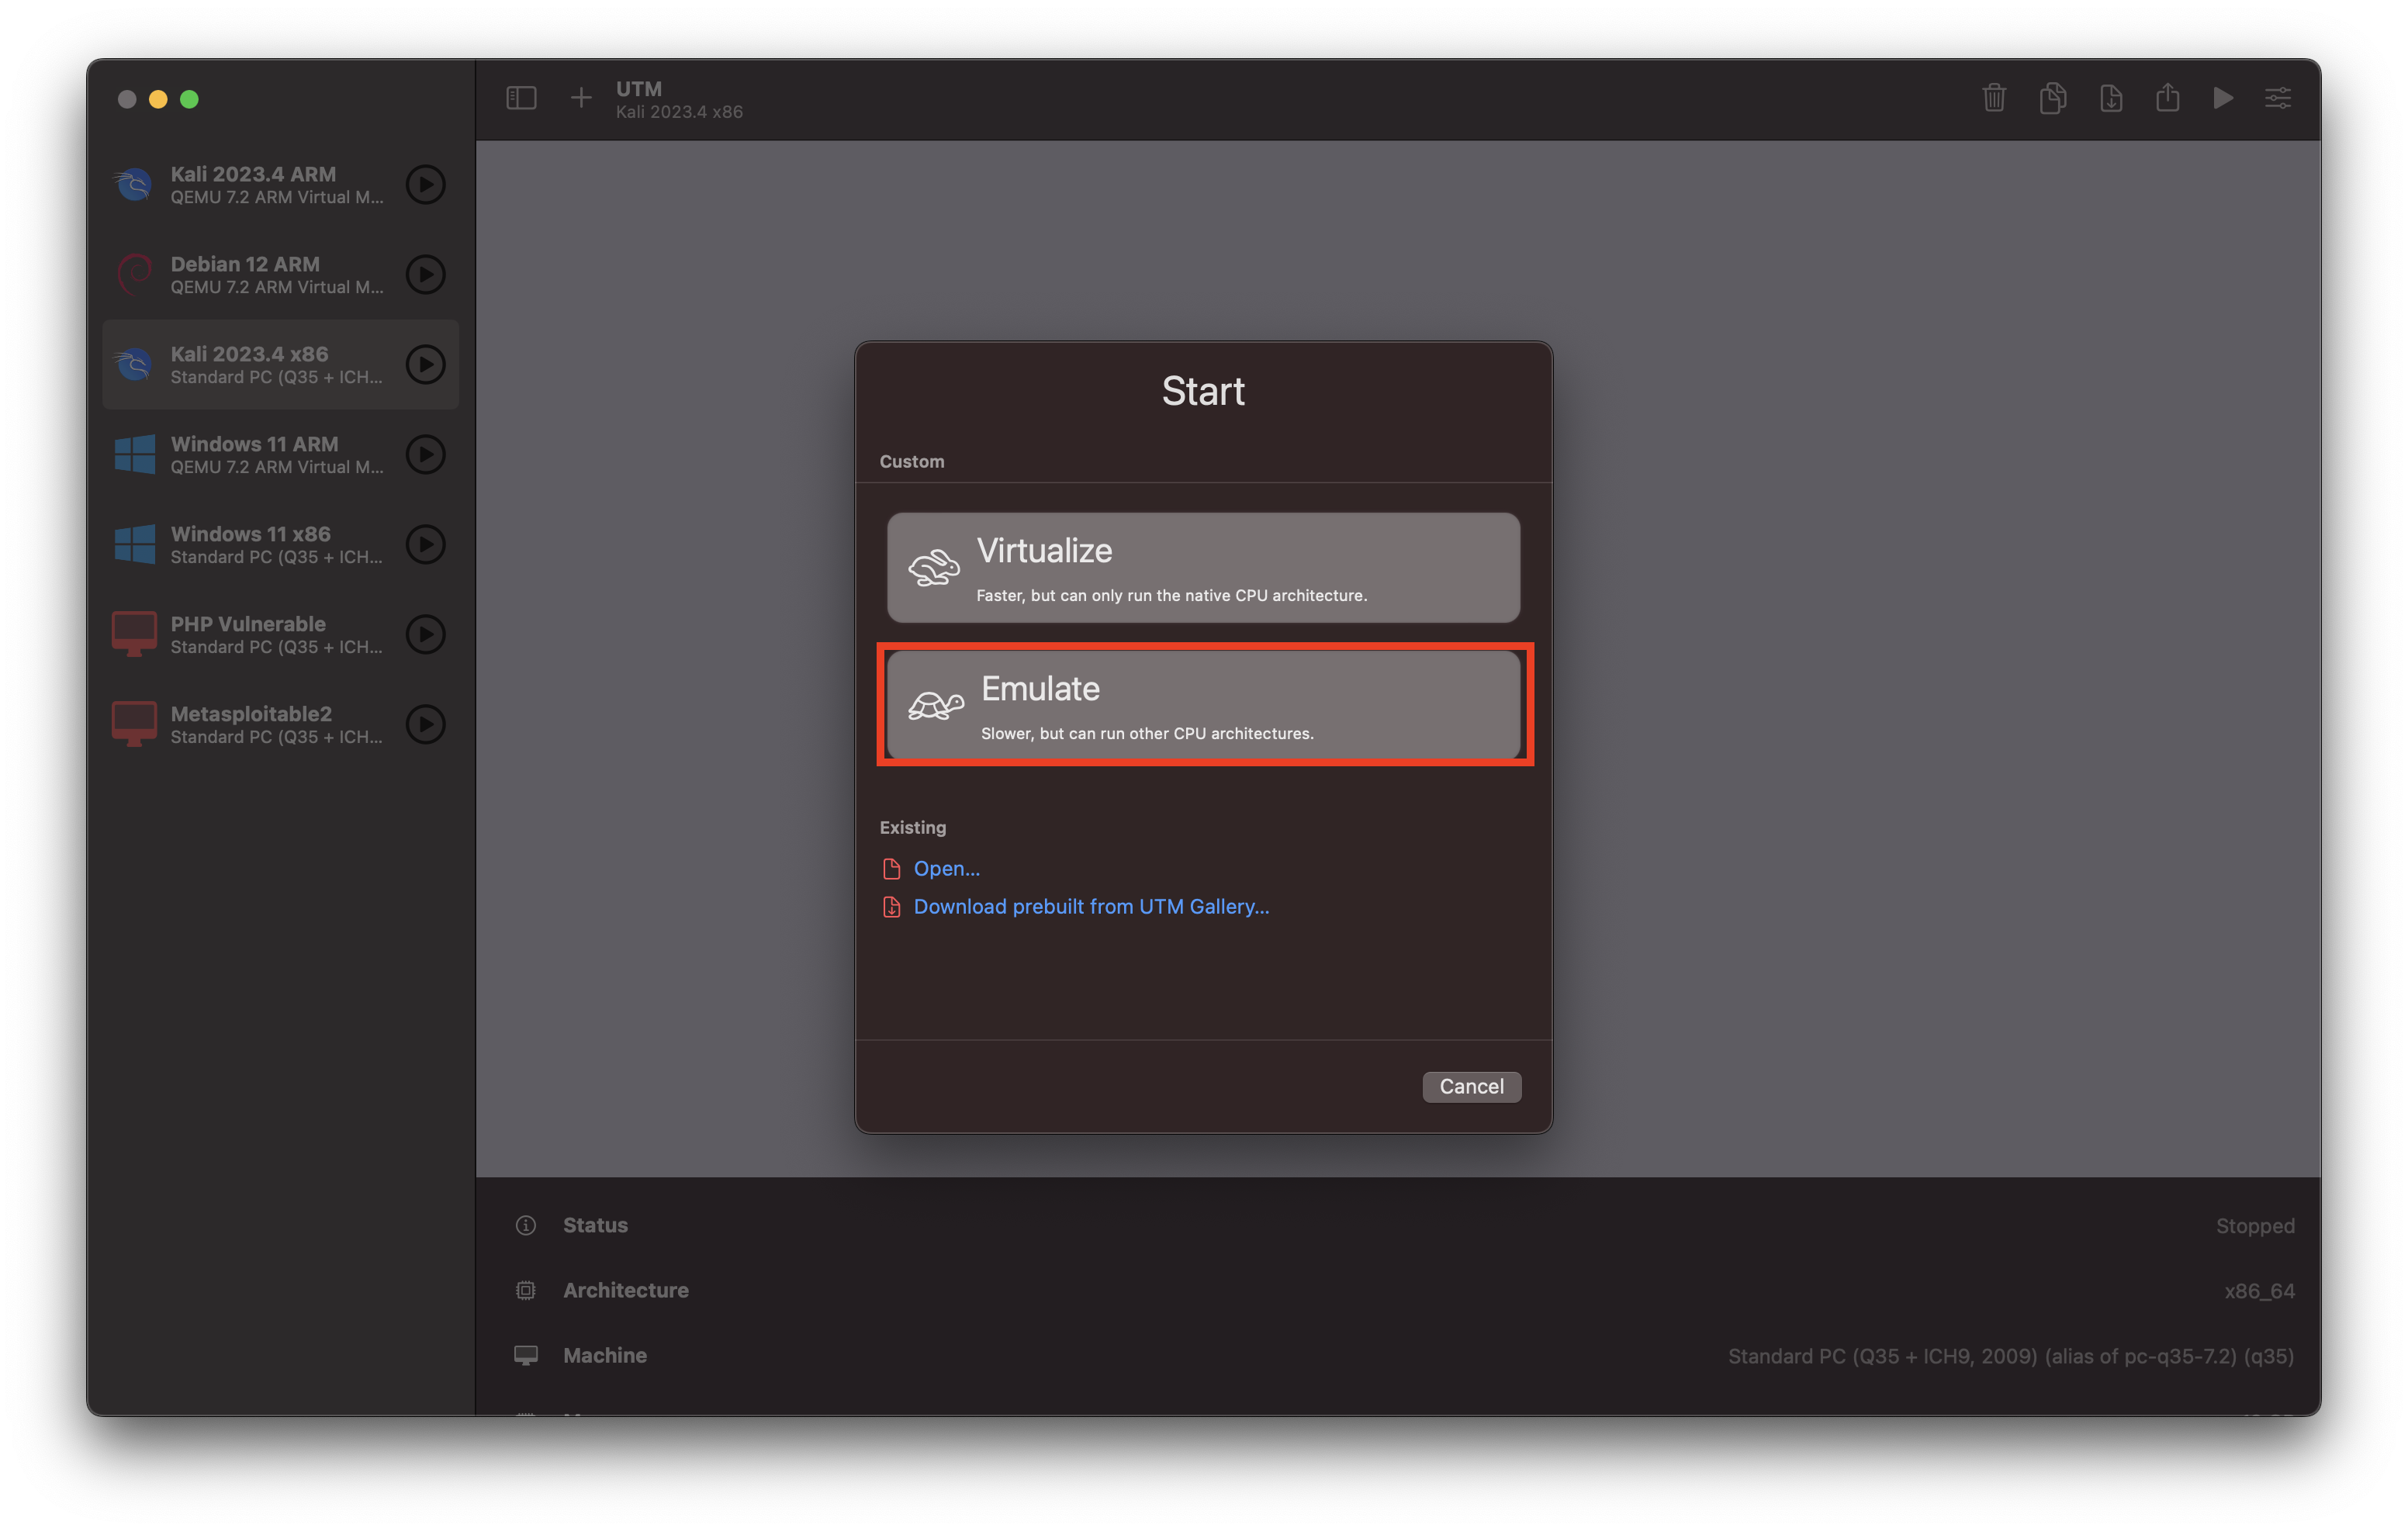 UTM
Kali 2023.4 x86
Kali 2023.4 ARM
QEMU 7.2 ARM Virtual M...
Debian 12 ARM
QEMU 7.2 ARM Virtual M...
Kali 2023.4 x86
Standard PC (Q35 + ICH...
Windows 11 ARM
QEMU 7.2 ARM Virtual M...
Windows 11 x86
Standard PC (Q35 + ICH...
PHP Vulnerable
Standard PC (Q35 + ICH...
Metasploitable2
Standard PC (Q35 + ICH...
Start
Custom
Virtualize
Faster, but can only run the native CPU architecture.
Emulate
Slower, but can run other CPU architectures.
Existing
Open...
Download prebuilt from UTM Gallery...
Cancel
Status Stopped
Architecture x86_64
Machine Standard PC (Q35 + ICH9, 2009) (alias of pc-q35-7.2) (q35)